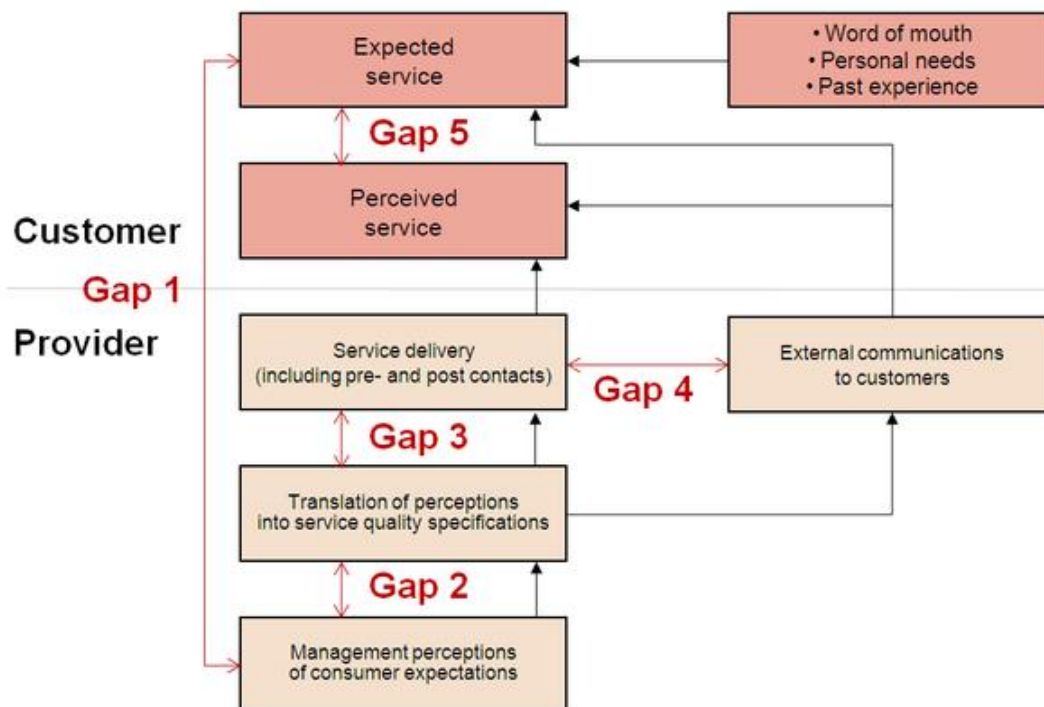 Expected
service
• Word of mouth
• Personal needs
• Past experience
Gap 5
Perceived
service
Customer
Gap 1
Provider
Service delivery
(including pre- and post contacts)
Gap 4
External communications
to customers
Gap 3
Translation of perceptions
into service quality specifications
Gap 2
Management perceptions
of consumer expectations